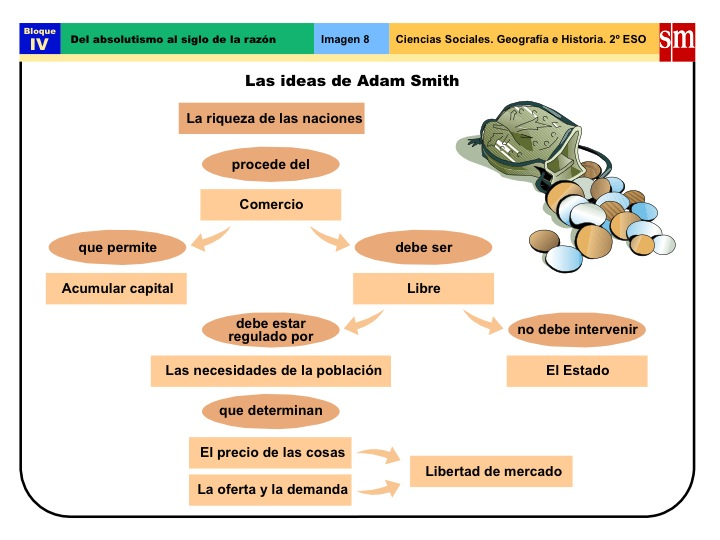 Bloque
IV
Del absolutismo al siglo de la razón
Imagen 8
Ciencias Sociales. Geografía e Historia. 2º ESO
sm
Las ideas de Adam Smith
La riqueza de las naciones
procede del
Comercio
que permite
debe ser
Acumular capital
Libre
debe estar
regulado por
no debe intervenir
Las necesidades de la población
El Estado
que determinan
El precio de las cosas
Libertad de mercado
La oferta y la demanda